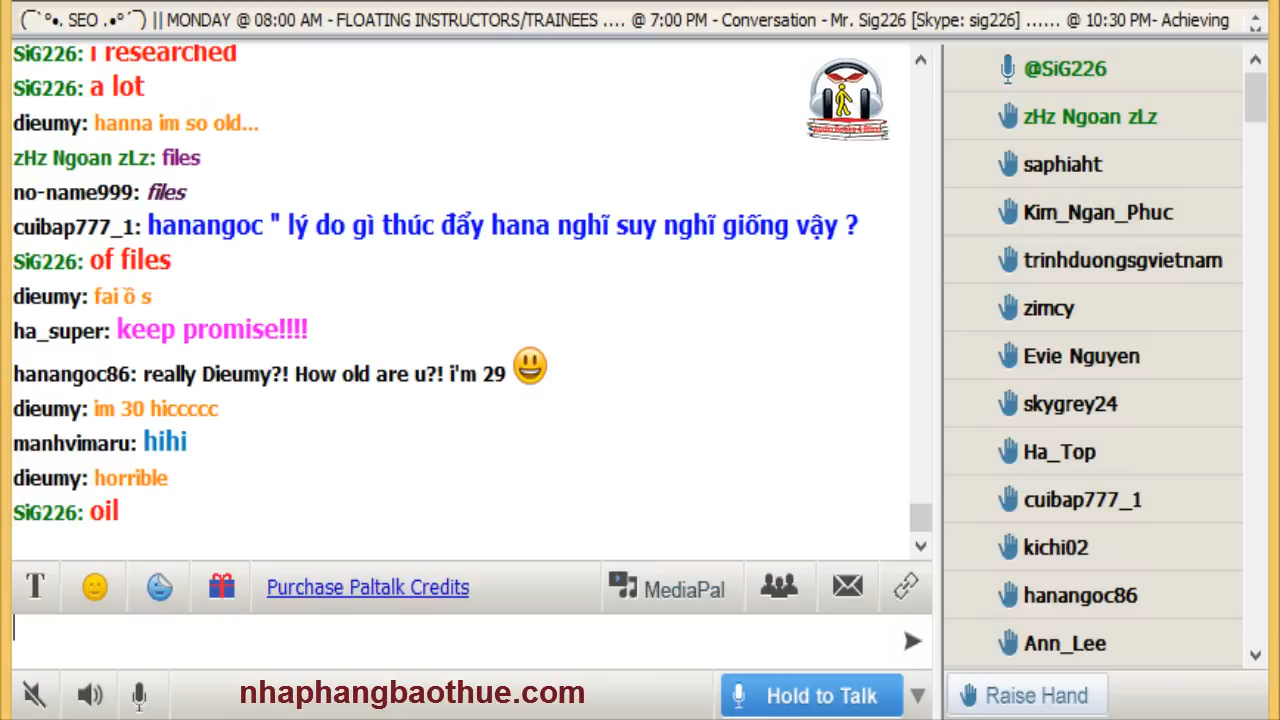 (¯`°•. SEO .•°´¯) || MONDAY @ 08:00 AM - FLOATING INSTRUCTORS/TRAINEES .... @ 7:00 PM - Conversation - Mr. Sig226 [Skype: sig226] ...... @ 10:30 PM- Achieving
SiG226: i researched
SiG226: a lot
dieumy: hanna im so old...
zHz Ngoan zLz: files
no-name999: files
cuibap777_1: hanangoc " lý do gì thúc đẩy hana nghĩ suy nghĩ giống vậy ?
SiG226: of files
dieumy: fai ồ s
ha_super: keep promise!!!!
hanangoc86: really Dieumy?! How old are u?! i'm 29
dieumy: im 30 hiccccc
manhvimaru: hihi
dieumy: horrible
SiG226: oil
T
Purchase Paltalk Credits
MediaPal
nhaphangbaothue.com
Hold to Talk
@SiG226
zHz Ngoan zLz
saphiaht
Kim_Ngan_Phuc
trinhduongsgvietnam
zimcy
Evie Nguyen
skygrey24
Ha_Top
cuibap777_1
kichi02
hanangoc86
Ann_Lee
Raise Hand